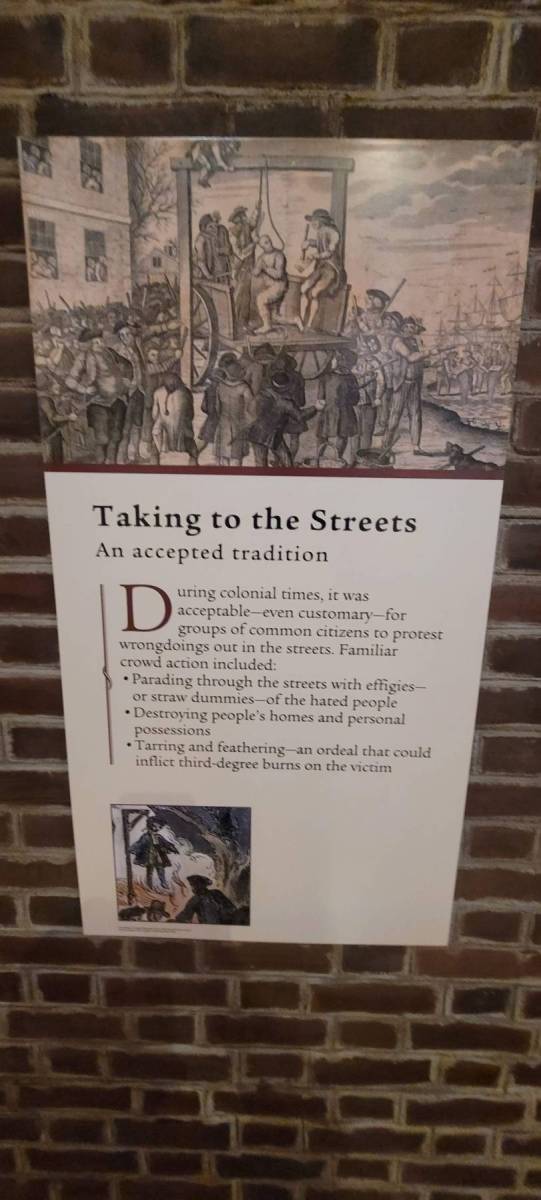 Taking to the Streets
An accepted tradition
During colonial times, it was
acceptable—even customary—for
groups of common citizens to protest
wrongdoings out in the streets. Familiar
crowd action included:
• Parading through the streets with effigies—
or straw dummies—of the hated people
• Destroying people's homes and personal
possessions
• Tarring and feathering—an ordeal that could
inflict third-degree burns on the victim